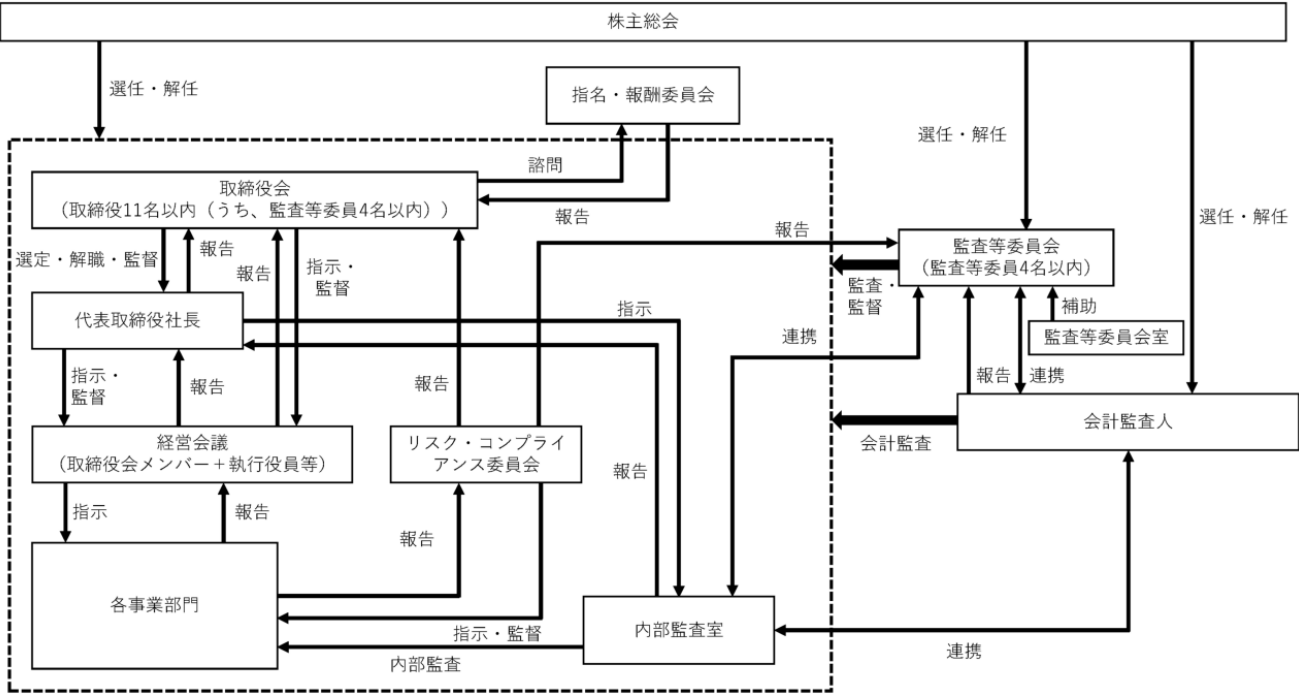 株主総会
選任・解任
指名・報酬委員会
選任・解任
諮問
取締役会
（取締役11名以内（うち、監査等委員4名以内））
報告
選任・解任
報告
監査等委員会
（監査等委員4名以内）
選定・解職・監督
報告
報告
指示・
監督
監査・
監督
代表取締役社長
指示
補助
監査等委員会室
連携
指示・
監督
報告
報告
報告
連携
経営会議
（取締役会メンバー＋執行役員等）
リスク・コンプライ
アンス委員会
会計監査人
会計監査
報告
指示
報告
報告
各事業部門
内部監査室
指示・監督
内部監査
連携